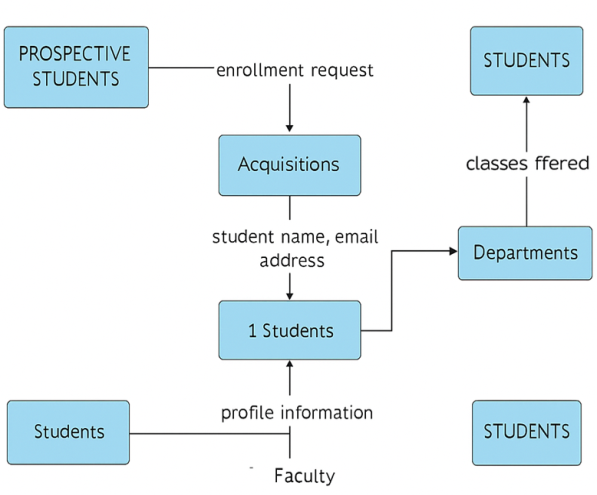 PROSPECTIVE
STUDENTS
enrollment request
STUDENTS
Acquisitions
classes ffered
student name, email
address
Departments
1 Students
profile information
Students
STUDENTS
Faculty